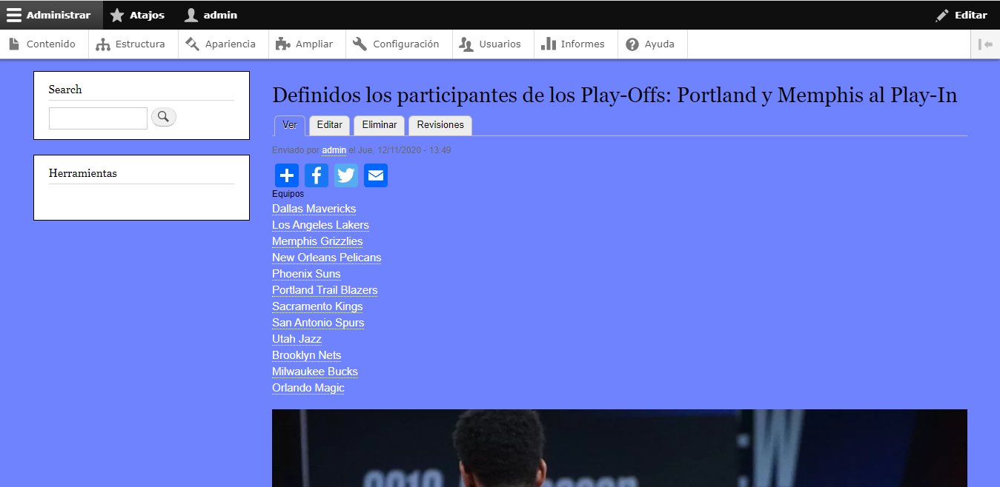 Administrar Atajos admin Editar
Contenido Estructura Apariencia Ampliar Configuración Usuarios Informes Ayuda
Search
Herramientas
Definidos los participantes de los Play-Offs: Portland y Memphis al Play-In
Ver Editar Eliminar Revisiones
Enviado por admin el Jue, 12/11/2020 - 13:49
Equipos
Dallas Mavericks
Los Angeles Lakers
Memphis Grizzlies
New Orleans Pelicans
Phoenix Suns
Portland Trail Blazers
Sacramento Kings
San Antonio Spurs
Utah Jazz
Brooklyn Nets
Milwaukee Bucks
Orlando Magic
W